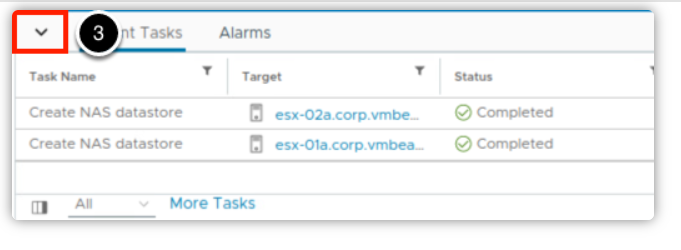 3 nt Tasks Alarms
Task Name Target Status
Create NAS datastore esx-02a.corp.vmbe... Completed
Create NAS datastore esx-01a.corp.vmbea... Completed
All More Tasks